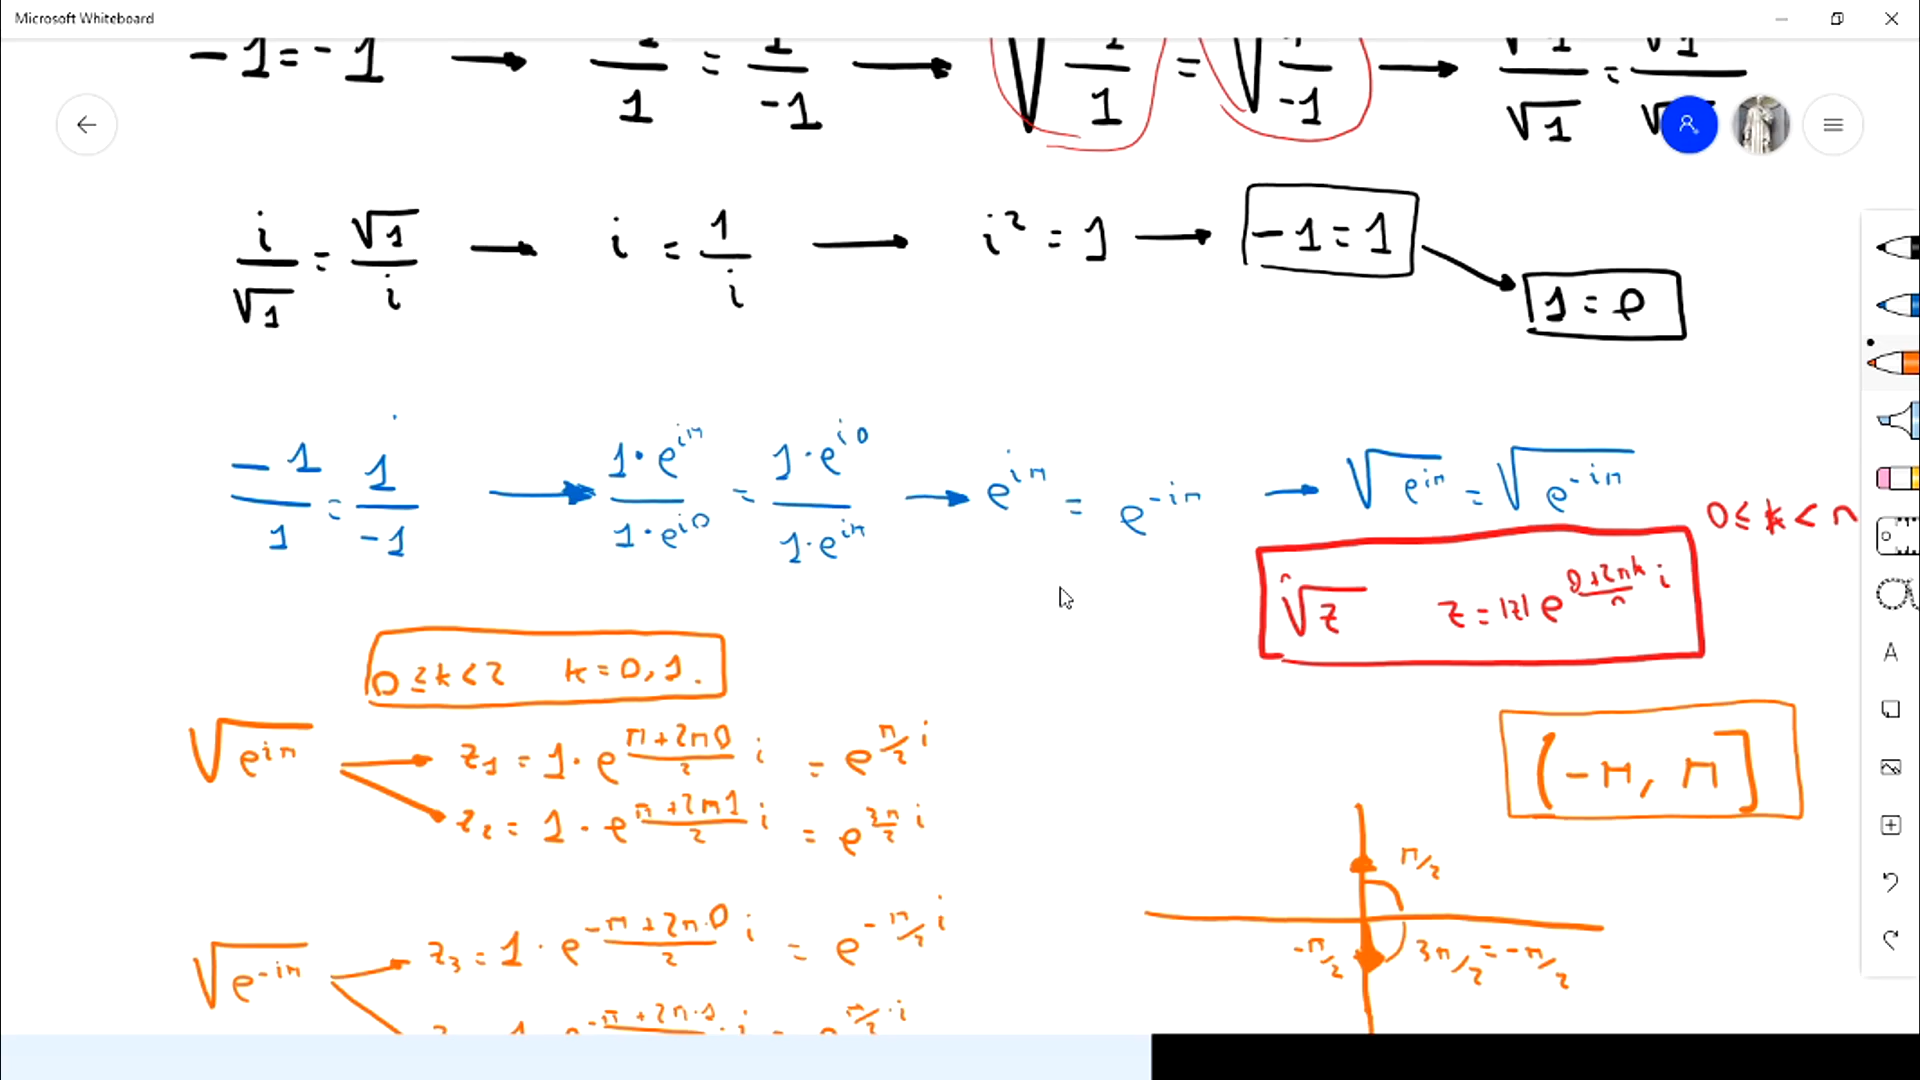 Microsoft Whiteboard
-1=-1 → /1 = 1/-1 → √(/1) = √(/-1) → √1/√1 = √1/√
i/√1 = √1/i → i = 1/i → i² = 1 → -1=1
1=0
-1/1 = 1/-1 → 1·e^{iπ}/1·e^{i0} = 1·e^{i0}/1·e^{iπ} → e^{iπ} = e^{-iπ} → √e^{iπ} = √e^{-iπ}
0≤k<n
ⁿ√z z=|z|e^{(θ+2πk)/n i}
0≤k<2 k=0,1.
√e^{iπ} → z₁ = 1·e^{(π+2π0)/2 i} = e^{π/2 i}
z₂ = 1·e^{(π+2π1)/2 i} = e^{3π/2 i}
(-π, π]
π/2
-π/2 3π/2=-π/2
√e^{-iπ} → z₃ = 1·e^{(-π+2π·0)/2 i} = e^{-π/2 i}
-π+2π·1 i = π/2·i
A